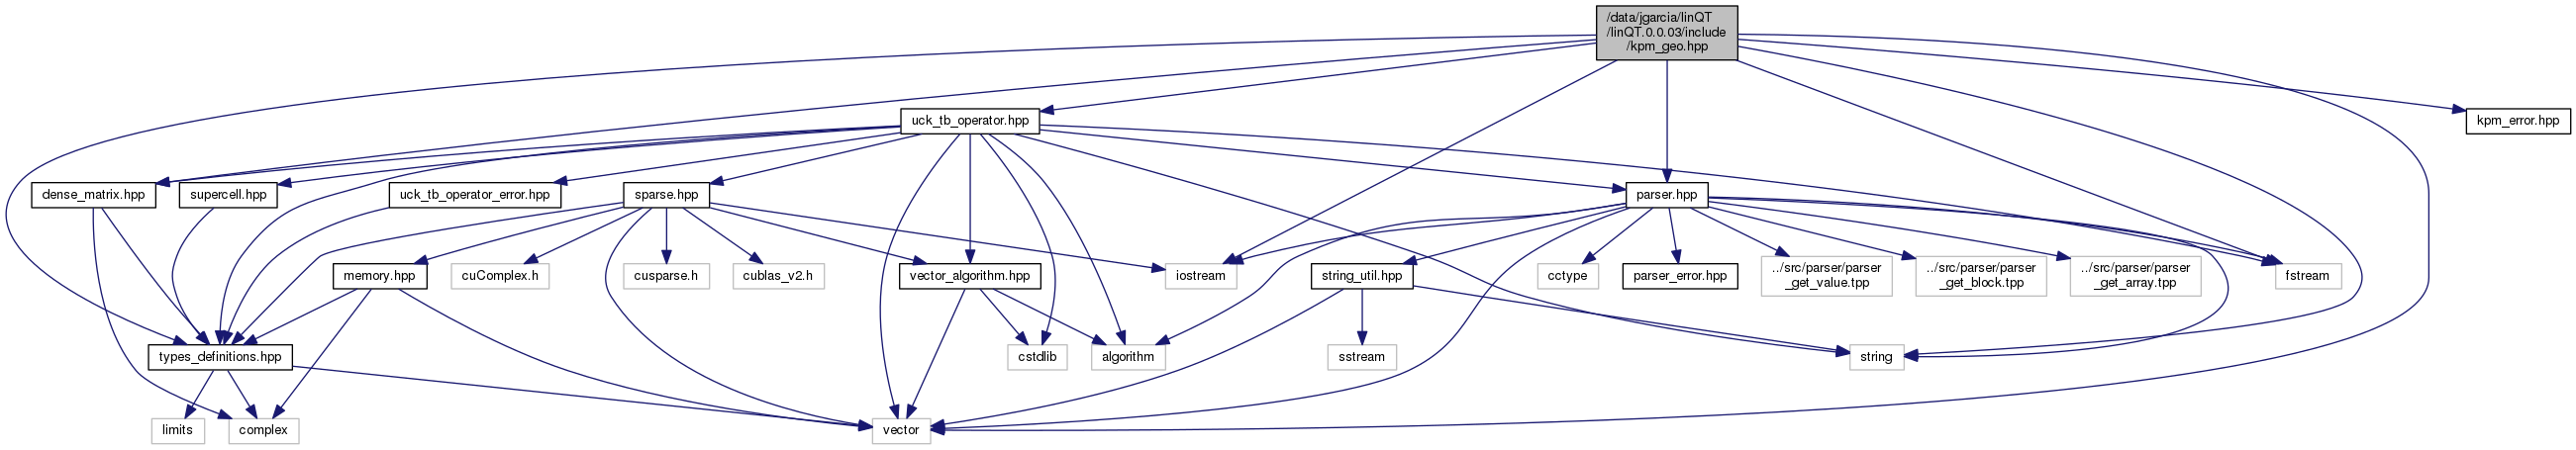 /data/jgarcia/linQT
/linQT.0.0.03/include
/kpm_geo.hpp
uck_tb_operator.hpp
kpm_error.hpp
dense_matrix.hpp
supercell.hpp
uck_tb_operator_error.hpp
sparse.hpp
parser.hpp
memory.hpp
cuComplex.h
cusparse.h
cublas_v2.h
vector_algorithm.hpp
iostream
string_util.hpp
cctype
parser_error.hpp
../src/parser/parser
_get_value.tpp
../src/parser/parser
_get_block.tpp
../src/parser/parser
_get_array.tpp
fstream
types_definitions.hpp
cstdlib
algorithm
sstream
string
limits
complex
vector